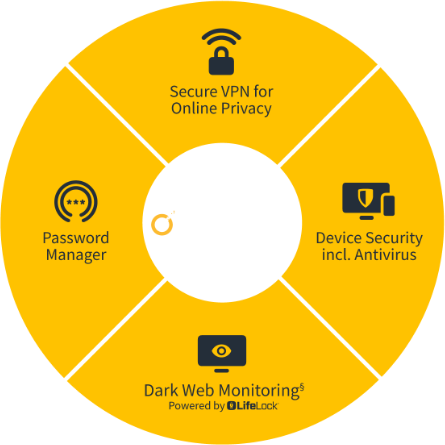 Secure VPN for
Online Privacy
Password
Manager
Device Security
incl. Antivirus
Dark Web Monitoring§
Powered by LifeLock